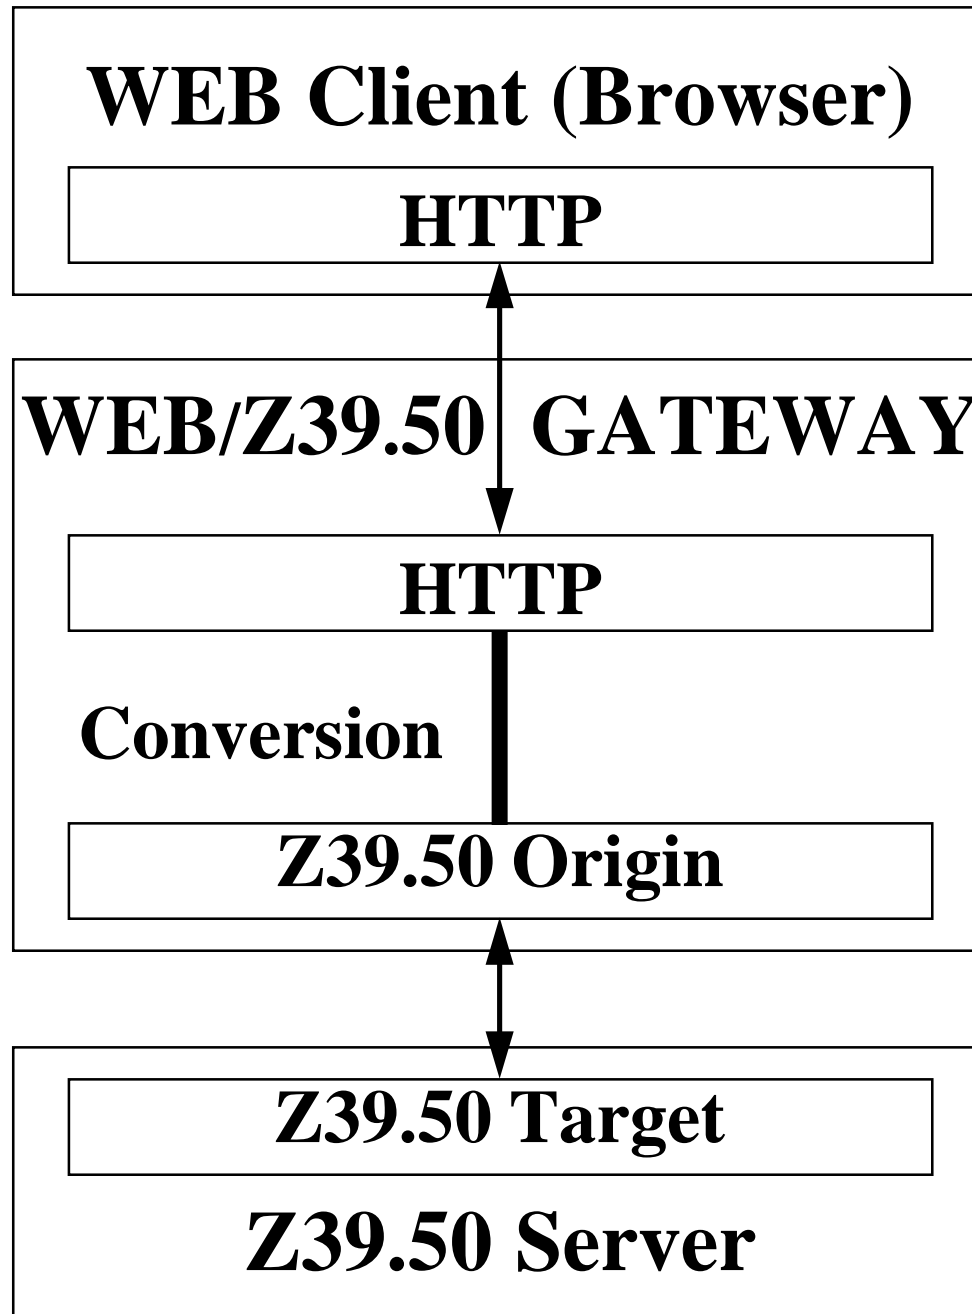 WEB Client (Browser)
HTTP
WEB/Z39.50 GATEWAY
HTTP
Conversion
Z39.50 Origin
Z39.50 Target
Z39.50 Server